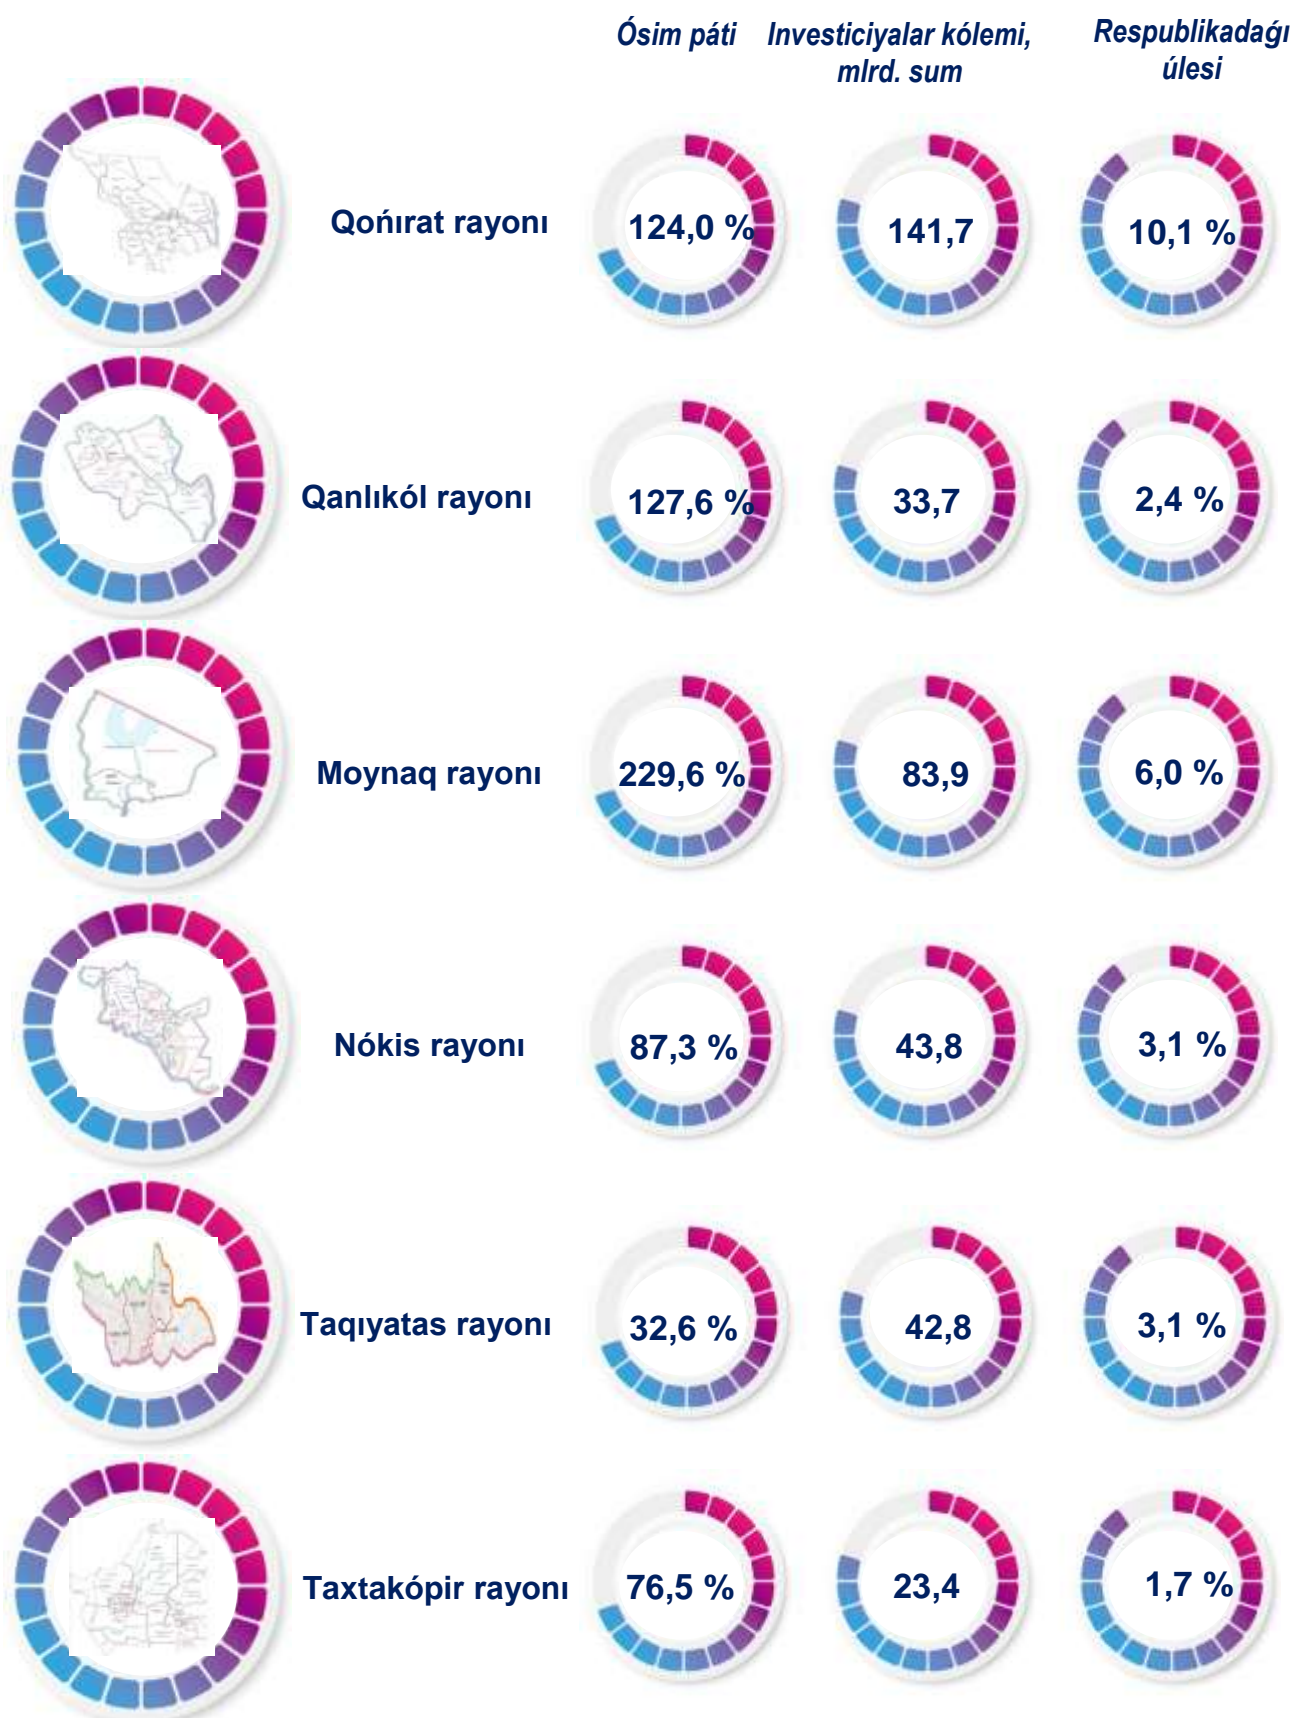 Ósim páti Investiciyalar kólemi, Respublikadaǵı
mlrd. sum úlesi
Qońırat rayonı 124,0 % 141,7 10,1 %
Qanlıkól rayonı 127,6 % 33,7 2,4 %
Moynaq rayonı 229,6 % 83,9 6,0 %
Nókis rayonı 87,3 % 43,8 3,1 %
Taqıyatas rayonı 32,6 % 42,8 3,1 %
Taxtakópir rayonı 76,5 % 23,4 1,7 %